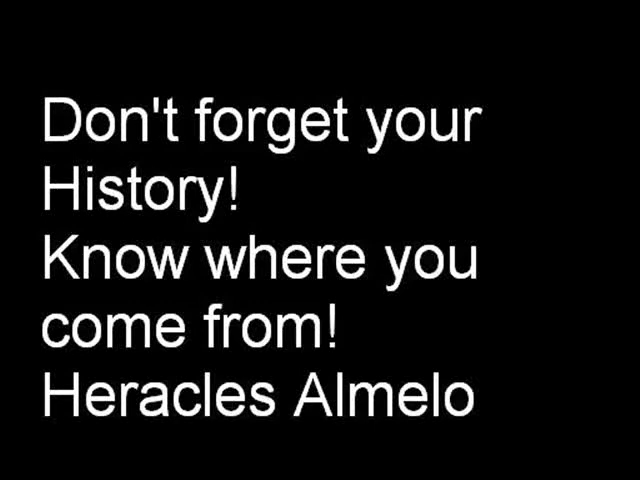 Don't forget your
History!
Know where you
come from!
Heracles Almelo